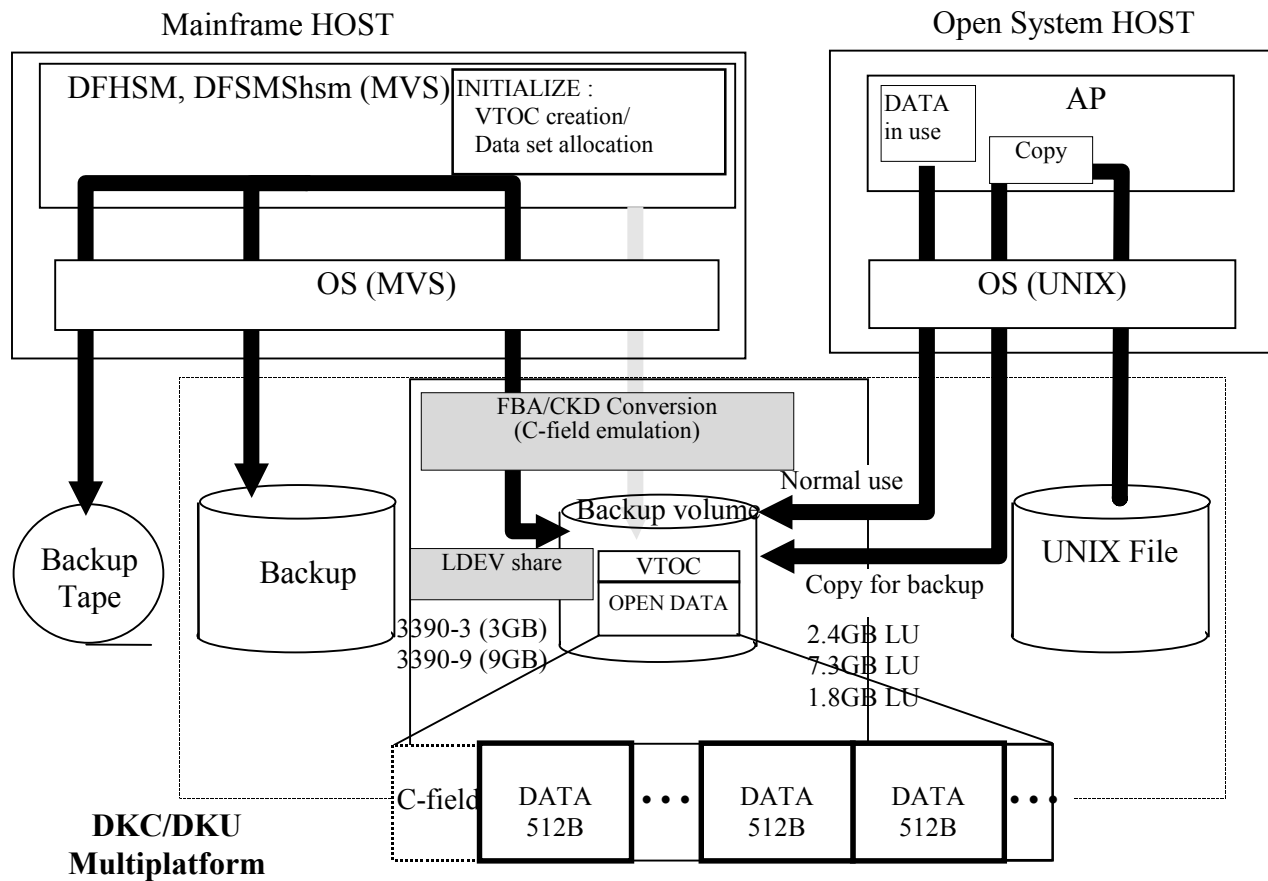 Mainframe HOST
Open System HOST
DFHSM, DFSMShsm (MVS)
INITIALIZE :
VTOC creation/
Data set allocation
DATA
in use
AP
Copy
OS (MVS)
OS (UNIX)
FBA/CKD Conversion
(C-field emulation)
Normal use
Backup volume
Backup
Tape
Backup
LDEV share
VTOC
OPEN DATA
Copy for backup
UNIX File
3390-3 (3GB)
3390-9 (9GB)
2.4GB LU
7.3GB LU
1.8GB LU
C-field
DATA
512B
• • •
DATA
512B
DATA
512B
• • •
DKC/DKU
Multiplatform